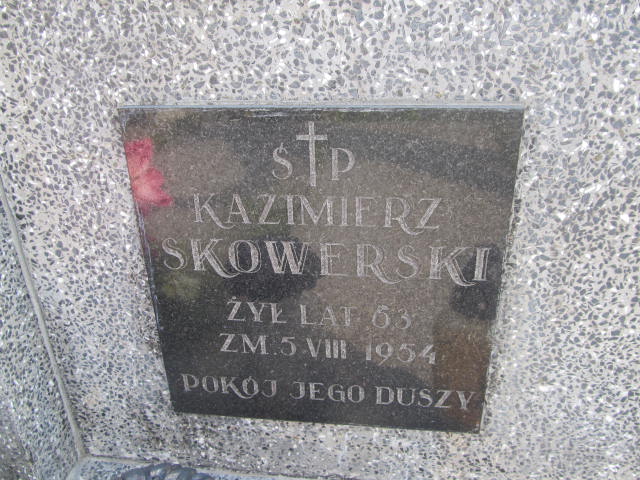 Ś P
KAZIMIERZ
SKOWERSKI
ŻYŁ LAT 63
ZM. 5 VIII 1954
POKÓJ JEGO DUSZY